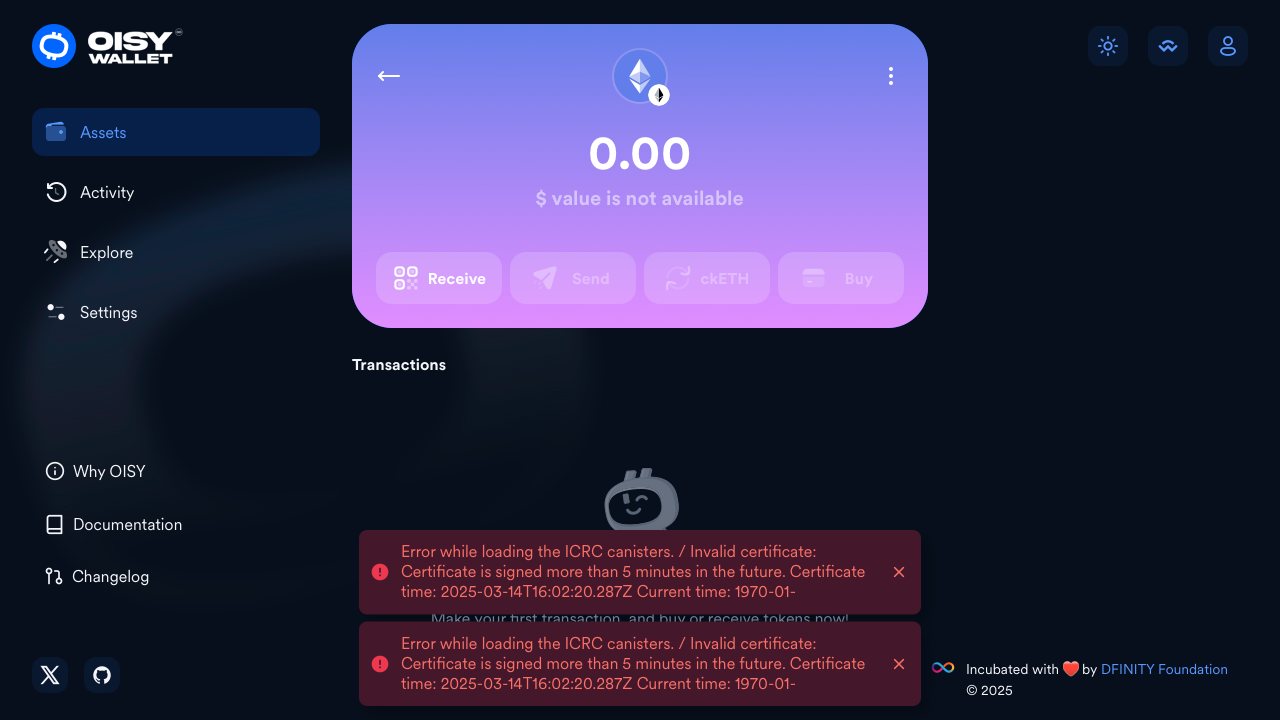 OISY
WALLET
Assets
Activity
Explore
Settings
Why OISY
Documentation
Changelog
0.00
$ value is not available
Receive
Send
ckETH
Buy
Transactions
Error while loading the ICRC canisters. / Invalid certificate:
Certificate is signed more than 5 minutes in the future. Certificate
time: 2025-03-14T16:02:20.287Z Current time: 1970-01-
Make your first transaction, and buy or receive tokens now!
Error while loading the ICRC canisters. / Invalid certificate:
Certificate is signed more than 5 minutes in the future. Certificate
time: 2025-03-14T16:02:20.287Z Current time: 1970-01-
Incubated with ❤️ by DFINITY Foundation
© 2025